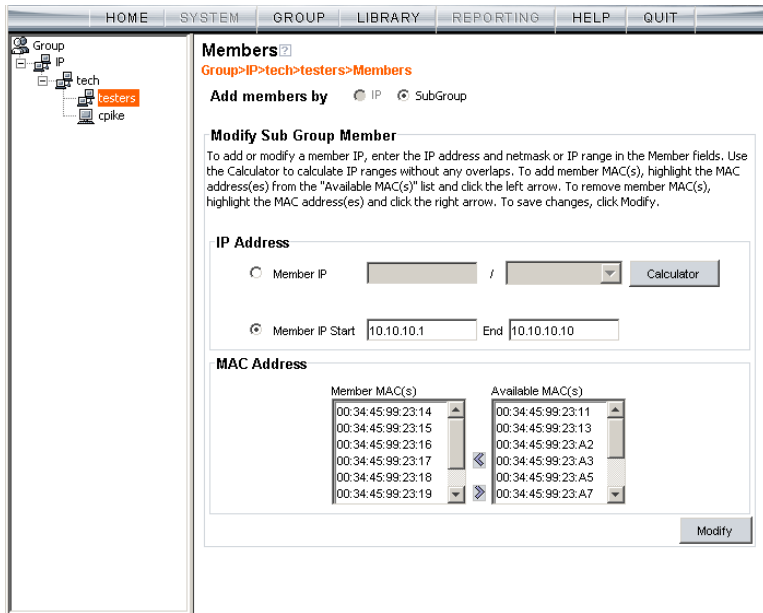 HOME SYSTEM GROUP LIBRARY REPORTING HELP QUIT
Group
IP
tech
testers
cpike
Members ?
Group>IP>tech>testers>Members
Add members by IP SubGroup
Modify Sub Group Member
To add or modify a member IP, enter the IP address and netmask or IP range in the Member fields. Use
the Calculator to calculate IP ranges without any overlaps. To add member MAC(s), highlight the MAC
address(es) from the "Available MAC(s)" list and click the left arrow. To remove member MAC(s),
highlight the MAC address(es) and click the right arrow. To save changes, click Modify.
IP Address
Member IP / Calculator
Member IP Start 10.10.10.1 End 10.10.10.10
MAC Address
Member MAC(s) Available MAC(s)
00:34:45:99:23:14 00:34:45:99:23:11
00:34:45:99:23:15 00:34:45:99:23:13
00:34:45:99:23:16 00:34:45:99:23:A2
00:34:45:99:23:17 00:34:45:99:23:A3
00:34:45:99:23:18 00:34:45:99:23:A5
00:34:45:99:23:19 00:34:45:99:23:A7
Modify